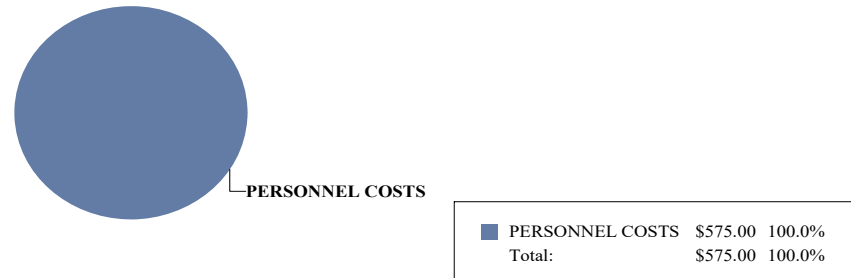 PERSONNEL COSTS
PERSONNEL COSTS $575.00 100.0%
Total: $575.00 100.0%